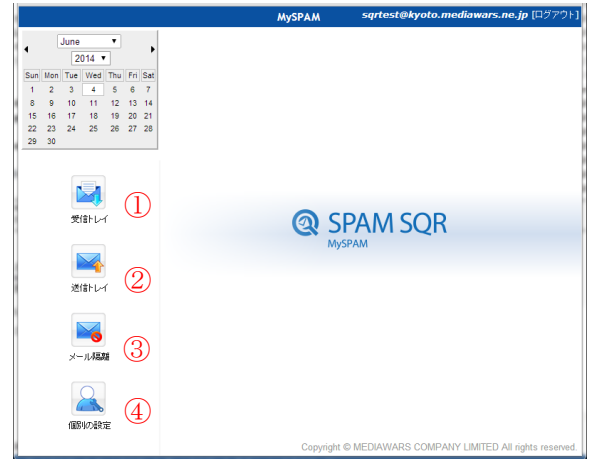 MySPAM sqrtest@kyoto.mediawars.ne.jp [ログアウト]
June
2014
Sun Mon Tue Wed Thu Fri Sat
1 2 3 4 5 6 7
8 9 10 11 12 13 14
15 16 17 18 19 20 21
22 23 24 25 26 27 28
29 30
受信トレイ ①
SPAM SQR
MySPAM
送信トレイ ②
メール隔離 ③
個別の設定 ④
Copyright © MEDIAWARS COMPANY LIMITED All rights reserved.